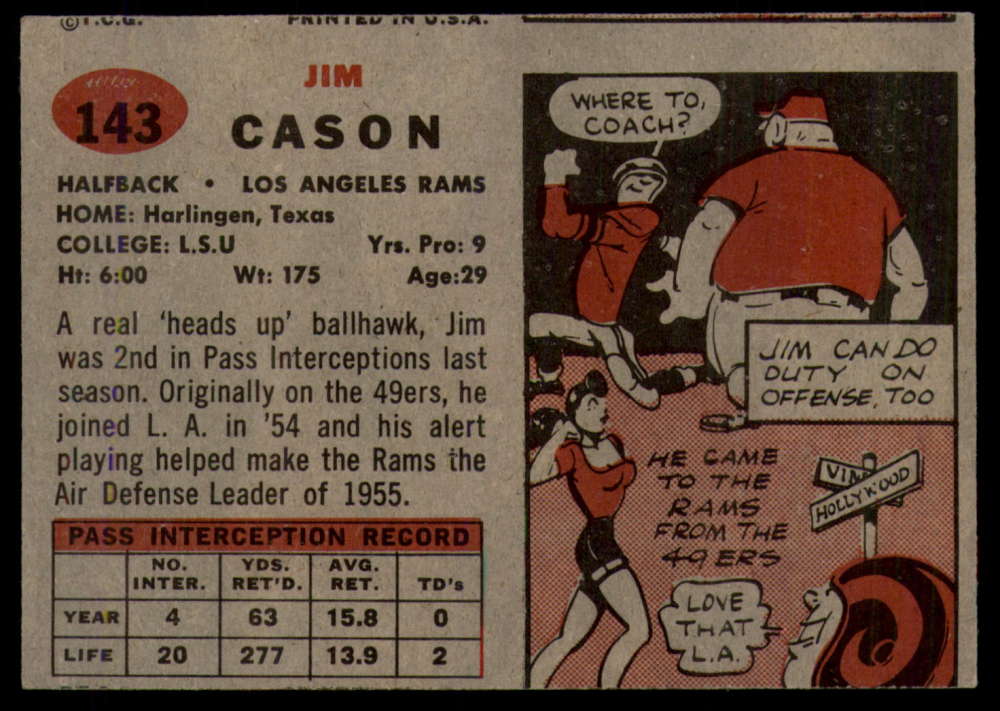 ©T.C.G. PRINTED IN U.S.A.
143
JIM
CASON
HALFBACK • LOS ANGELES RAMS
HOME: Harlingen, Texas
COLLEGE: L.S.U Yrs. Pro: 9
Ht: 6:00 Wt: 175 Age:29
A real 'heads up' ballhawk, Jim
was 2nd in Pass Interceptions last
season. Originally on the 49ers, he
joined L. A. in '54 and his alert
playing helped make the Rams the
Air Defense Leader of 1955.
PASS INTERCEPTION RECORD
NO. INTER. YDS. RET'D. AVG. RET. TD's
YEAR 4 63 15.8 0
LIFE 20 277 13.9 2
WHERE TO,
COACH?
JIM CAN DO
DUTY ON
OFFENSE, TOO
HE CAME
TO THE
RAMS
FROM THE
49 ERS
VIN
HOLLYWOOD
LOVE
THAT
L.A.